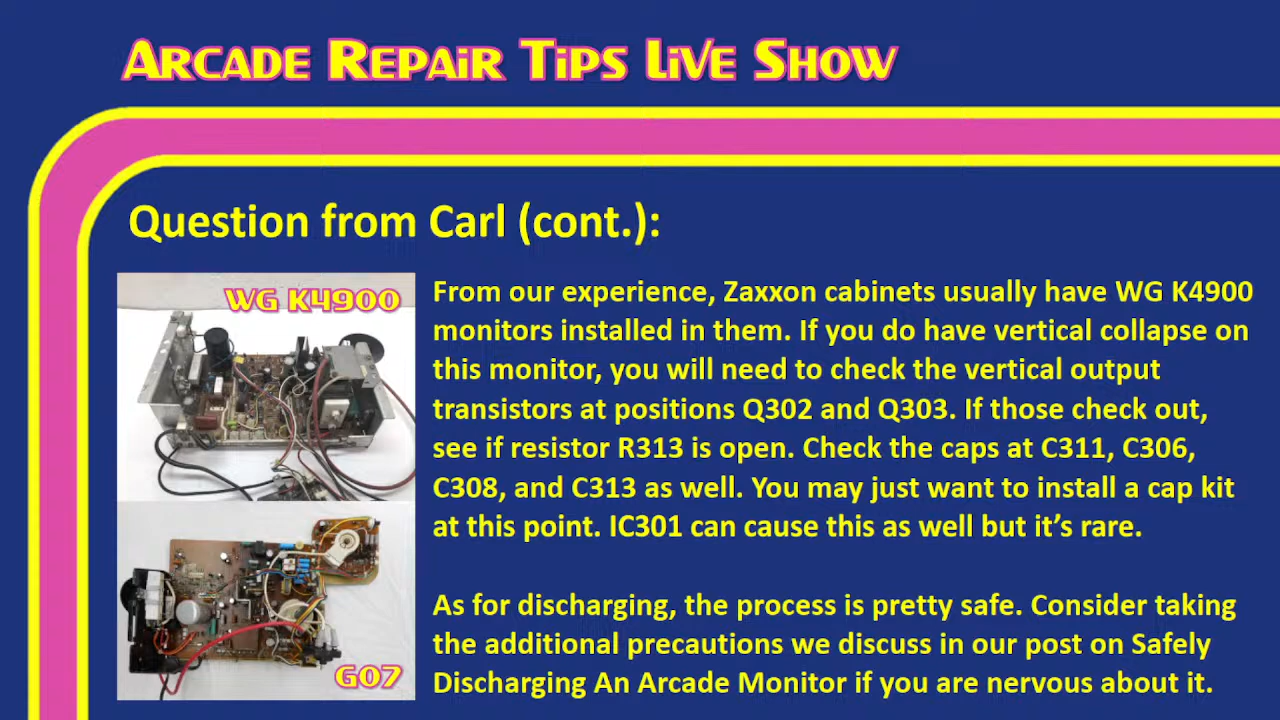 Arcade Repair Tips Live Show
Question from Carl (cont.):
WG K4900
From our experience, Zaxxon cabinets usually have WG K4900
monitors installed in them. If you do have vertical collapse on
this monitor, you will need to check the vertical output
transistors at positions Q302 and Q303. If those check out,
see if resistor R313 is open. Check the caps at C311, C306,
C308, and C313 as well. You may just want to install a cap kit
at this point. IC301 can cause this as well but it’s rare.
As for discharging, the process is pretty safe. Consider taking
the additional precautions we discuss in our post on Safely
Discharging An Arcade Monitor if you are nervous about it.
G07